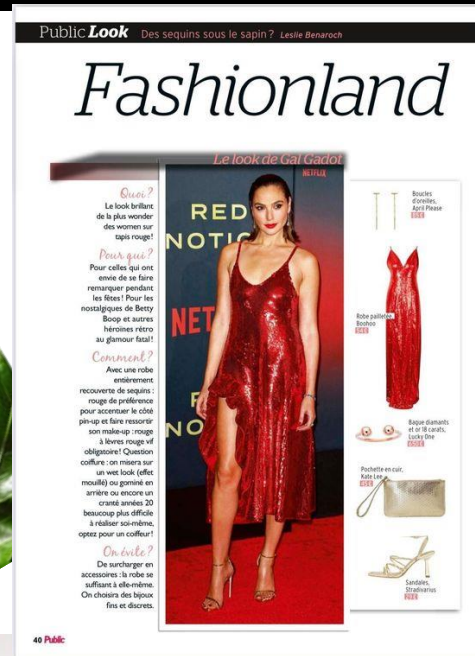 Public Look Des sequins sous le sapin ? Leslie Benaroch
Fashionland
Le look de Gal Gadot
Quoi ?
Le look brillant
de la plus wonder
des women sur
tapis rouge !
Pour qui ?
Pour celles qui ont
envie de se faire
remarquer pendant
les fêtes ! Pour les
nostalgiques de Betty
Boop et autres
héroïnes rétro
au glamour fatal !
Comment ?
Avec une robe
entièrement
recouverte de sequins :
rouge de préférence
pour accentuer le côté
pin-up et faire ressortir
son make-up : rouge
à lèvres rouge vif
obligatoire ! Question
coiffure : on misera sur
un wet look (effet
mouillé) ou gominé en
arrière ou encore un
cranté années 20
beaucoup plus difficile
à réaliser soi-même,
optez pour un coiffeur !
On évite ?
De surcharger en
accessoires : la robe se
suffisant à elle-même.
On choisira des bijoux
fins et discrets.
NETFLIX
RED
NOTIC
NET
NO
Boucles
d'oreilles,
April Please
Robe pailletée,
Boohoo
Bague diamants
et or 18 carats,
Lucky One
Pochette en cuir,
Kate Lee
Sandales,
Stradivarius
40 Public